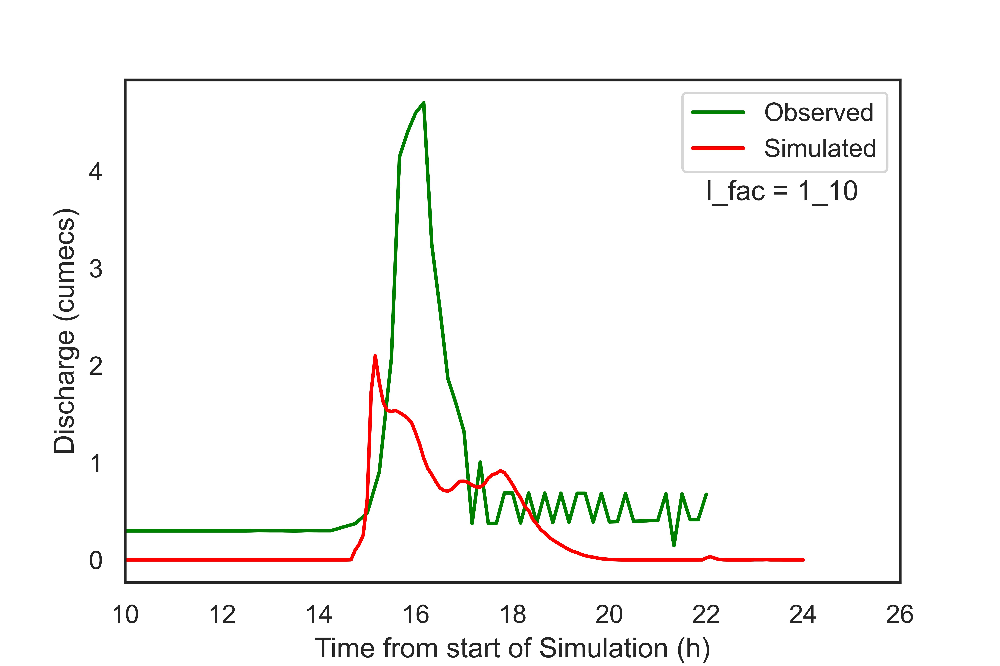 Observed
Simulated
I_fac = 1_10
Discharge (cumecs)
4
3
2
1
0
10 12 14 16 18 20 22 24 26
Time from start of Simulation (h)